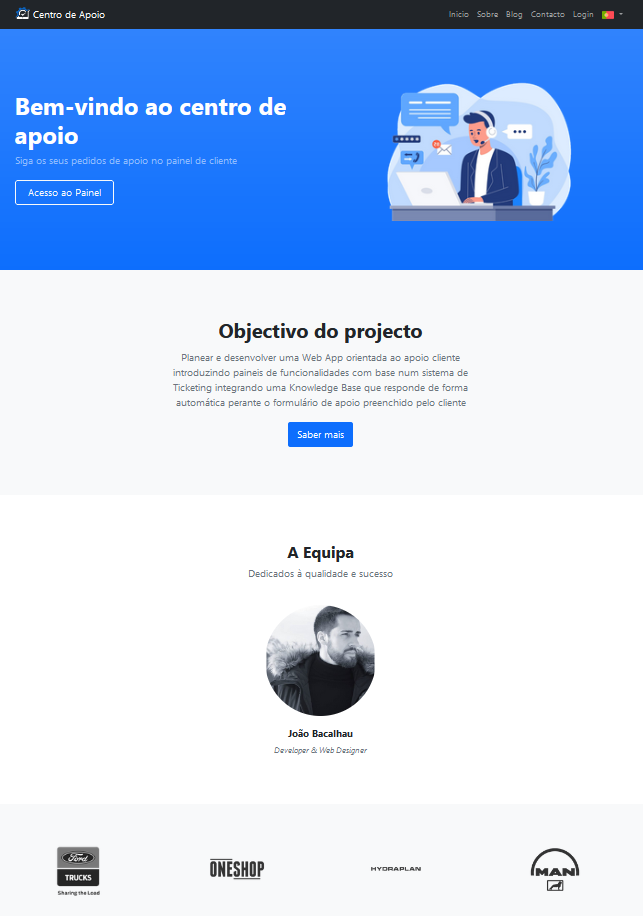 Centro de Apoio
Inicio Sobre Blog Contacto Login
Bem-vindo ao centro de
apoio
Siga os seus pedidos de apoio no painel de cliente
Acesso ao Painel
Objectivo do projecto
Planear e desenvolver uma Web App orientada ao apoio cliente
introduzindo paineis de funcionalidades com base num sistema de
Ticketing integrando uma Knowledge Base que responde de forma
automática perante o formulário de apoio preenchido pelo cliente
Saber mais
A Equipa
Dedicados à qualidade e sucesso
João Bacalhau
Developer & Web Designer
Ford
TRUCKS
Sharing the Load
ONESHOP
HYDRAPLAN
MAN